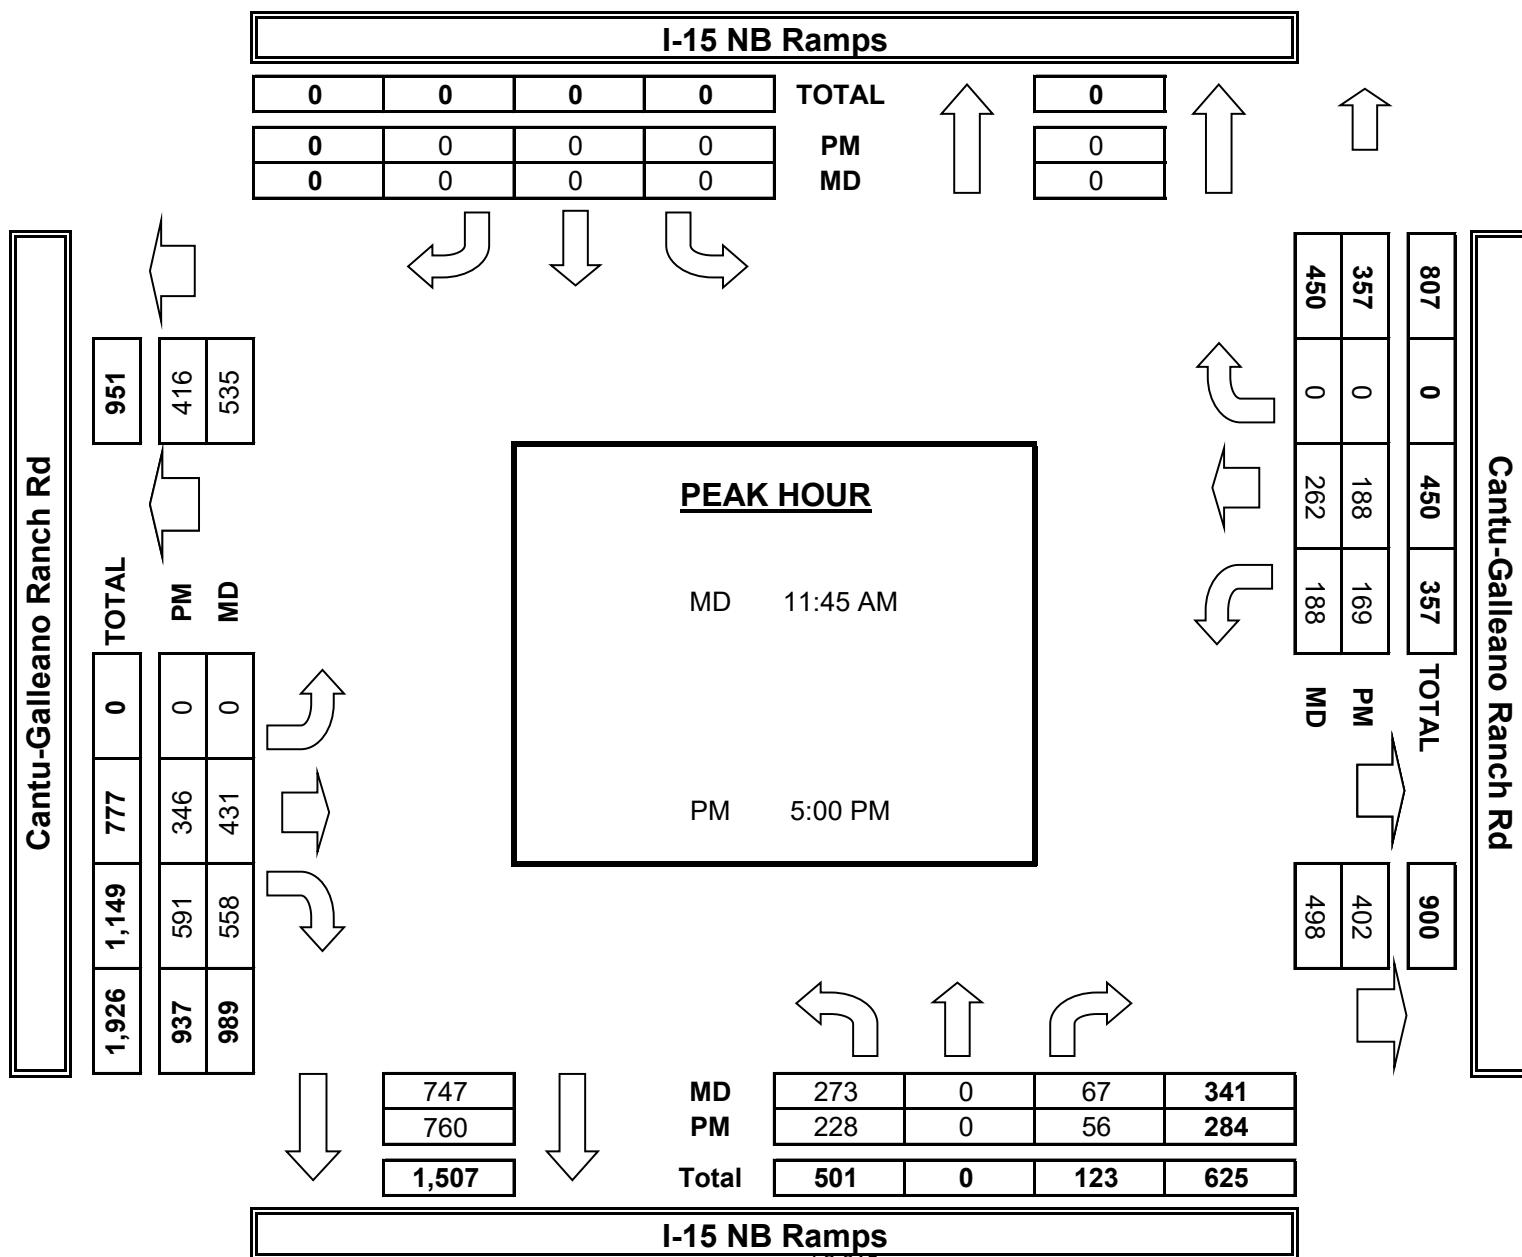 I-15 NB Ramps
0 0 0 0 TOTAL 0
0 0 0 0 PM 0
0 0 0 0 MD 0
Cantu-Galleano Ranch Rd
951 416 535
TOTAL PM MD
0 0 0
777 346 431
1,149 591 558
1,926 937 989
PEAK HOUR
MD 11:45 AM
PM 5:00 PM
450 357 807
0 0 0
262 188 450
188 169 357
MD PM TOTAL
498 402 900
Cantu-Galleano Ranch Rd
747 MD 273 0 67 341
760 PM 228 0 56 284
1,507 Total 501 0 123 625
I-15 NB Ramps